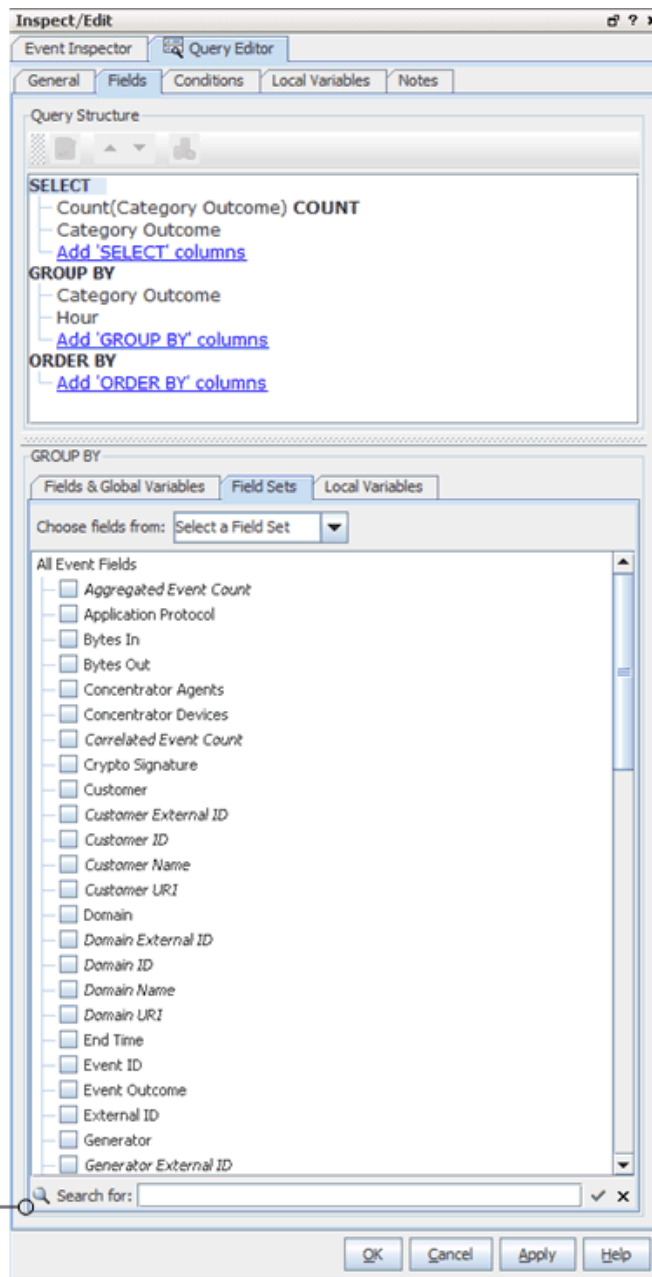 Inspect/Edit ?
Event Inspector Query Editor
General Fields Conditions Local Variables Notes
Query Structure
SELECT
Count(Category Outcome) COUNT
Category Outcome
Add 'SELECT' columns
GROUP BY
Category Outcome
Hour
Add 'GROUP BY' columns
ORDER BY
Add 'ORDER BY' columns
GROUP BY
Fields & Global Variables Field Sets Local Variables
Choose fields from: Select a Field Set
All Event Fields
Aggregated Event Count
Application Protocol
Bytes In
Bytes Out
Concentrator Agents
Concentrator Devices
Correlated Event Count
Crypto Signature
Customer
Customer External ID
Customer ID
Customer Name
Customer URI
Domain
Domain External ID
Domain ID
Domain Name
Domain URI
End Time
Event ID
Event Outcome
External ID
Generator
Generator External ID
Search for:
OK Cancel Apply Help